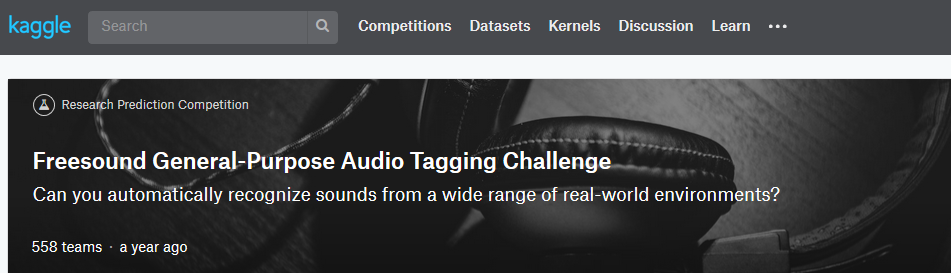 kaggle Search Competitions Datasets Kernels Discussion Learn •••
Research Prediction Competition
Freesound General-Purpose Audio Tagging Challenge
Can you automatically recognize sounds from a wide range of real-world environments?
558 teams · a year ago